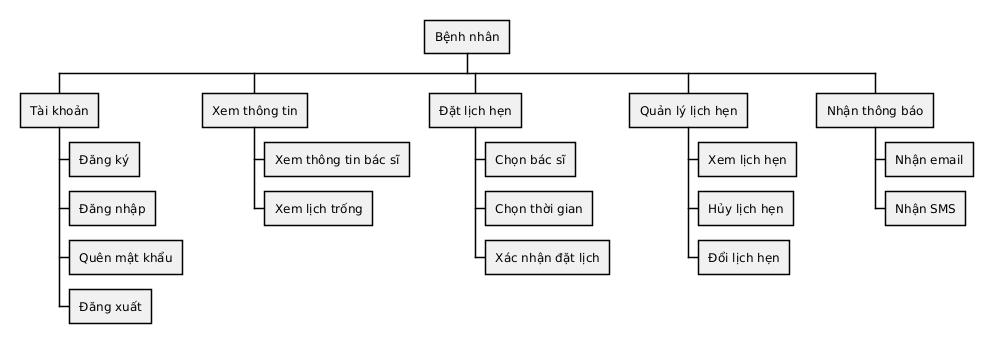 Bệnh nhân
Tài khoản
Đăng ký
Đăng nhập
Quên mật khẩu
Đăng xuất
Xem thông tin
Xem thông tin bác sĩ
Xem lịch trống
Đặt lịch hẹn
Chọn bác sĩ
Chọn thời gian
Xác nhận đặt lịch
Quản lý lịch hẹn
Xem lịch hẹn
Hủy lịch hẹn
Đổi lịch hẹn
Nhận thông báo
Nhận email
Nhận SMS